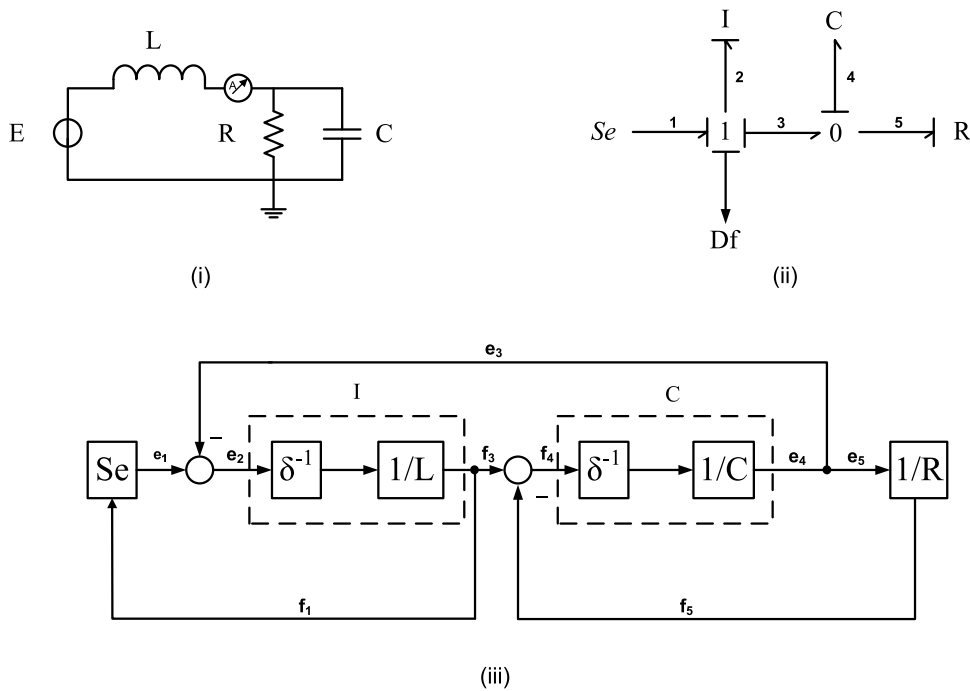 L
A
E
R
C
(i)
I
C
2
4
Se
1
1
3
0
5
R
Df
(ii)
e₃
I
C
–
–
Se
e₁
e₂
δ⁻¹
1/L
f₃
f₄
δ⁻¹
1/C
e₄
e₅
1/R
f₁
f₅
(iii)